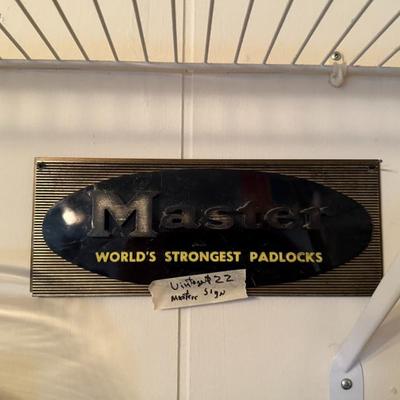 Master
WORLD'S STRONGEST PADLOCKS
Vintage $22
Master Sign